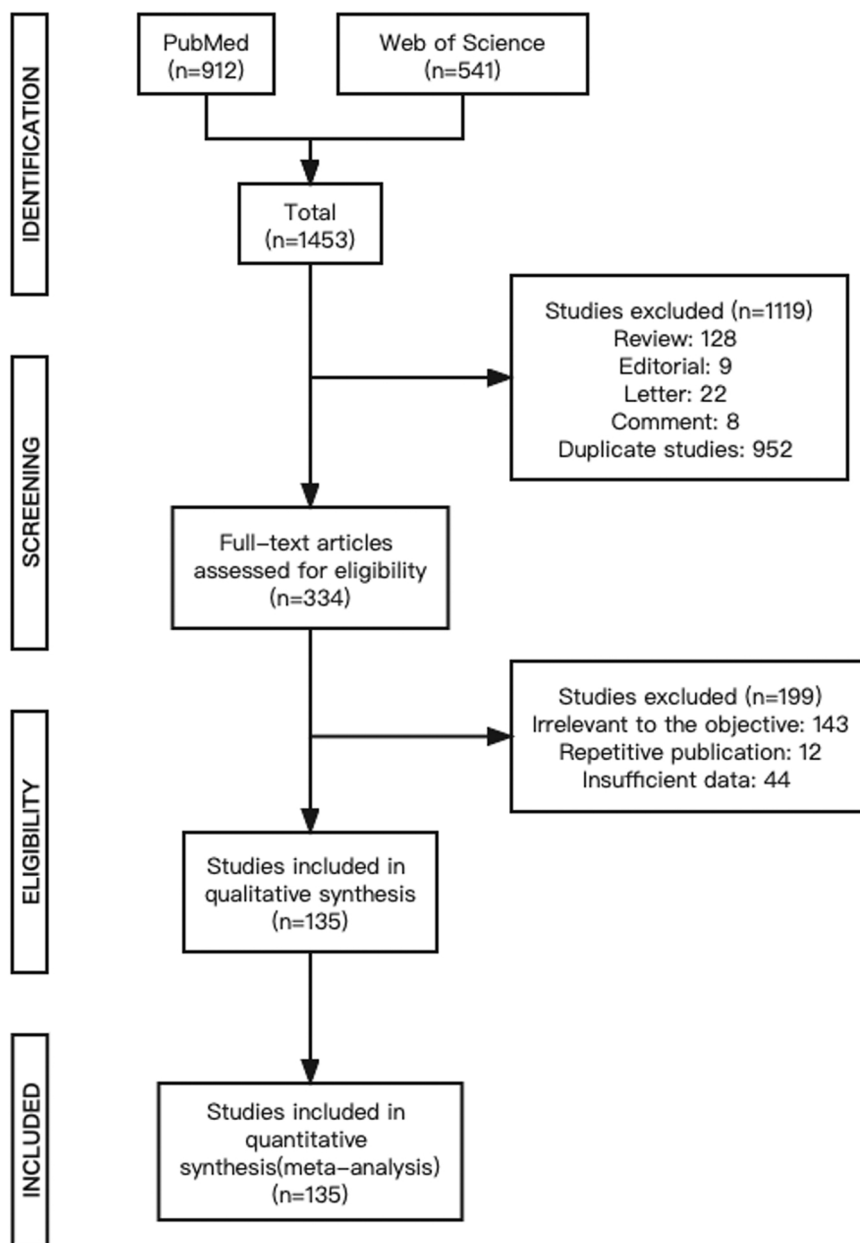 IDENTIFICATION
PubMed
(n=912)
Web of Science
(n=541)
Total
(n=1453)
Studies excluded (n=1119)
Review: 128
Editorial: 9
Letter: 22
Comment: 8
Duplicate studies: 952
SCREENING
Full-text articles
assessed for eligibility
(n=334)
Studies excluded (n=199)
Irrelevant to the objective: 143
Repetitive publication: 12
Insufficient data: 44
ELIGIBILITY
Studies included in
qualitative synthesis
(n=135)
INCLUDED
Studies included in
quantitative
synthesis(meta-analysis)
(n=135)